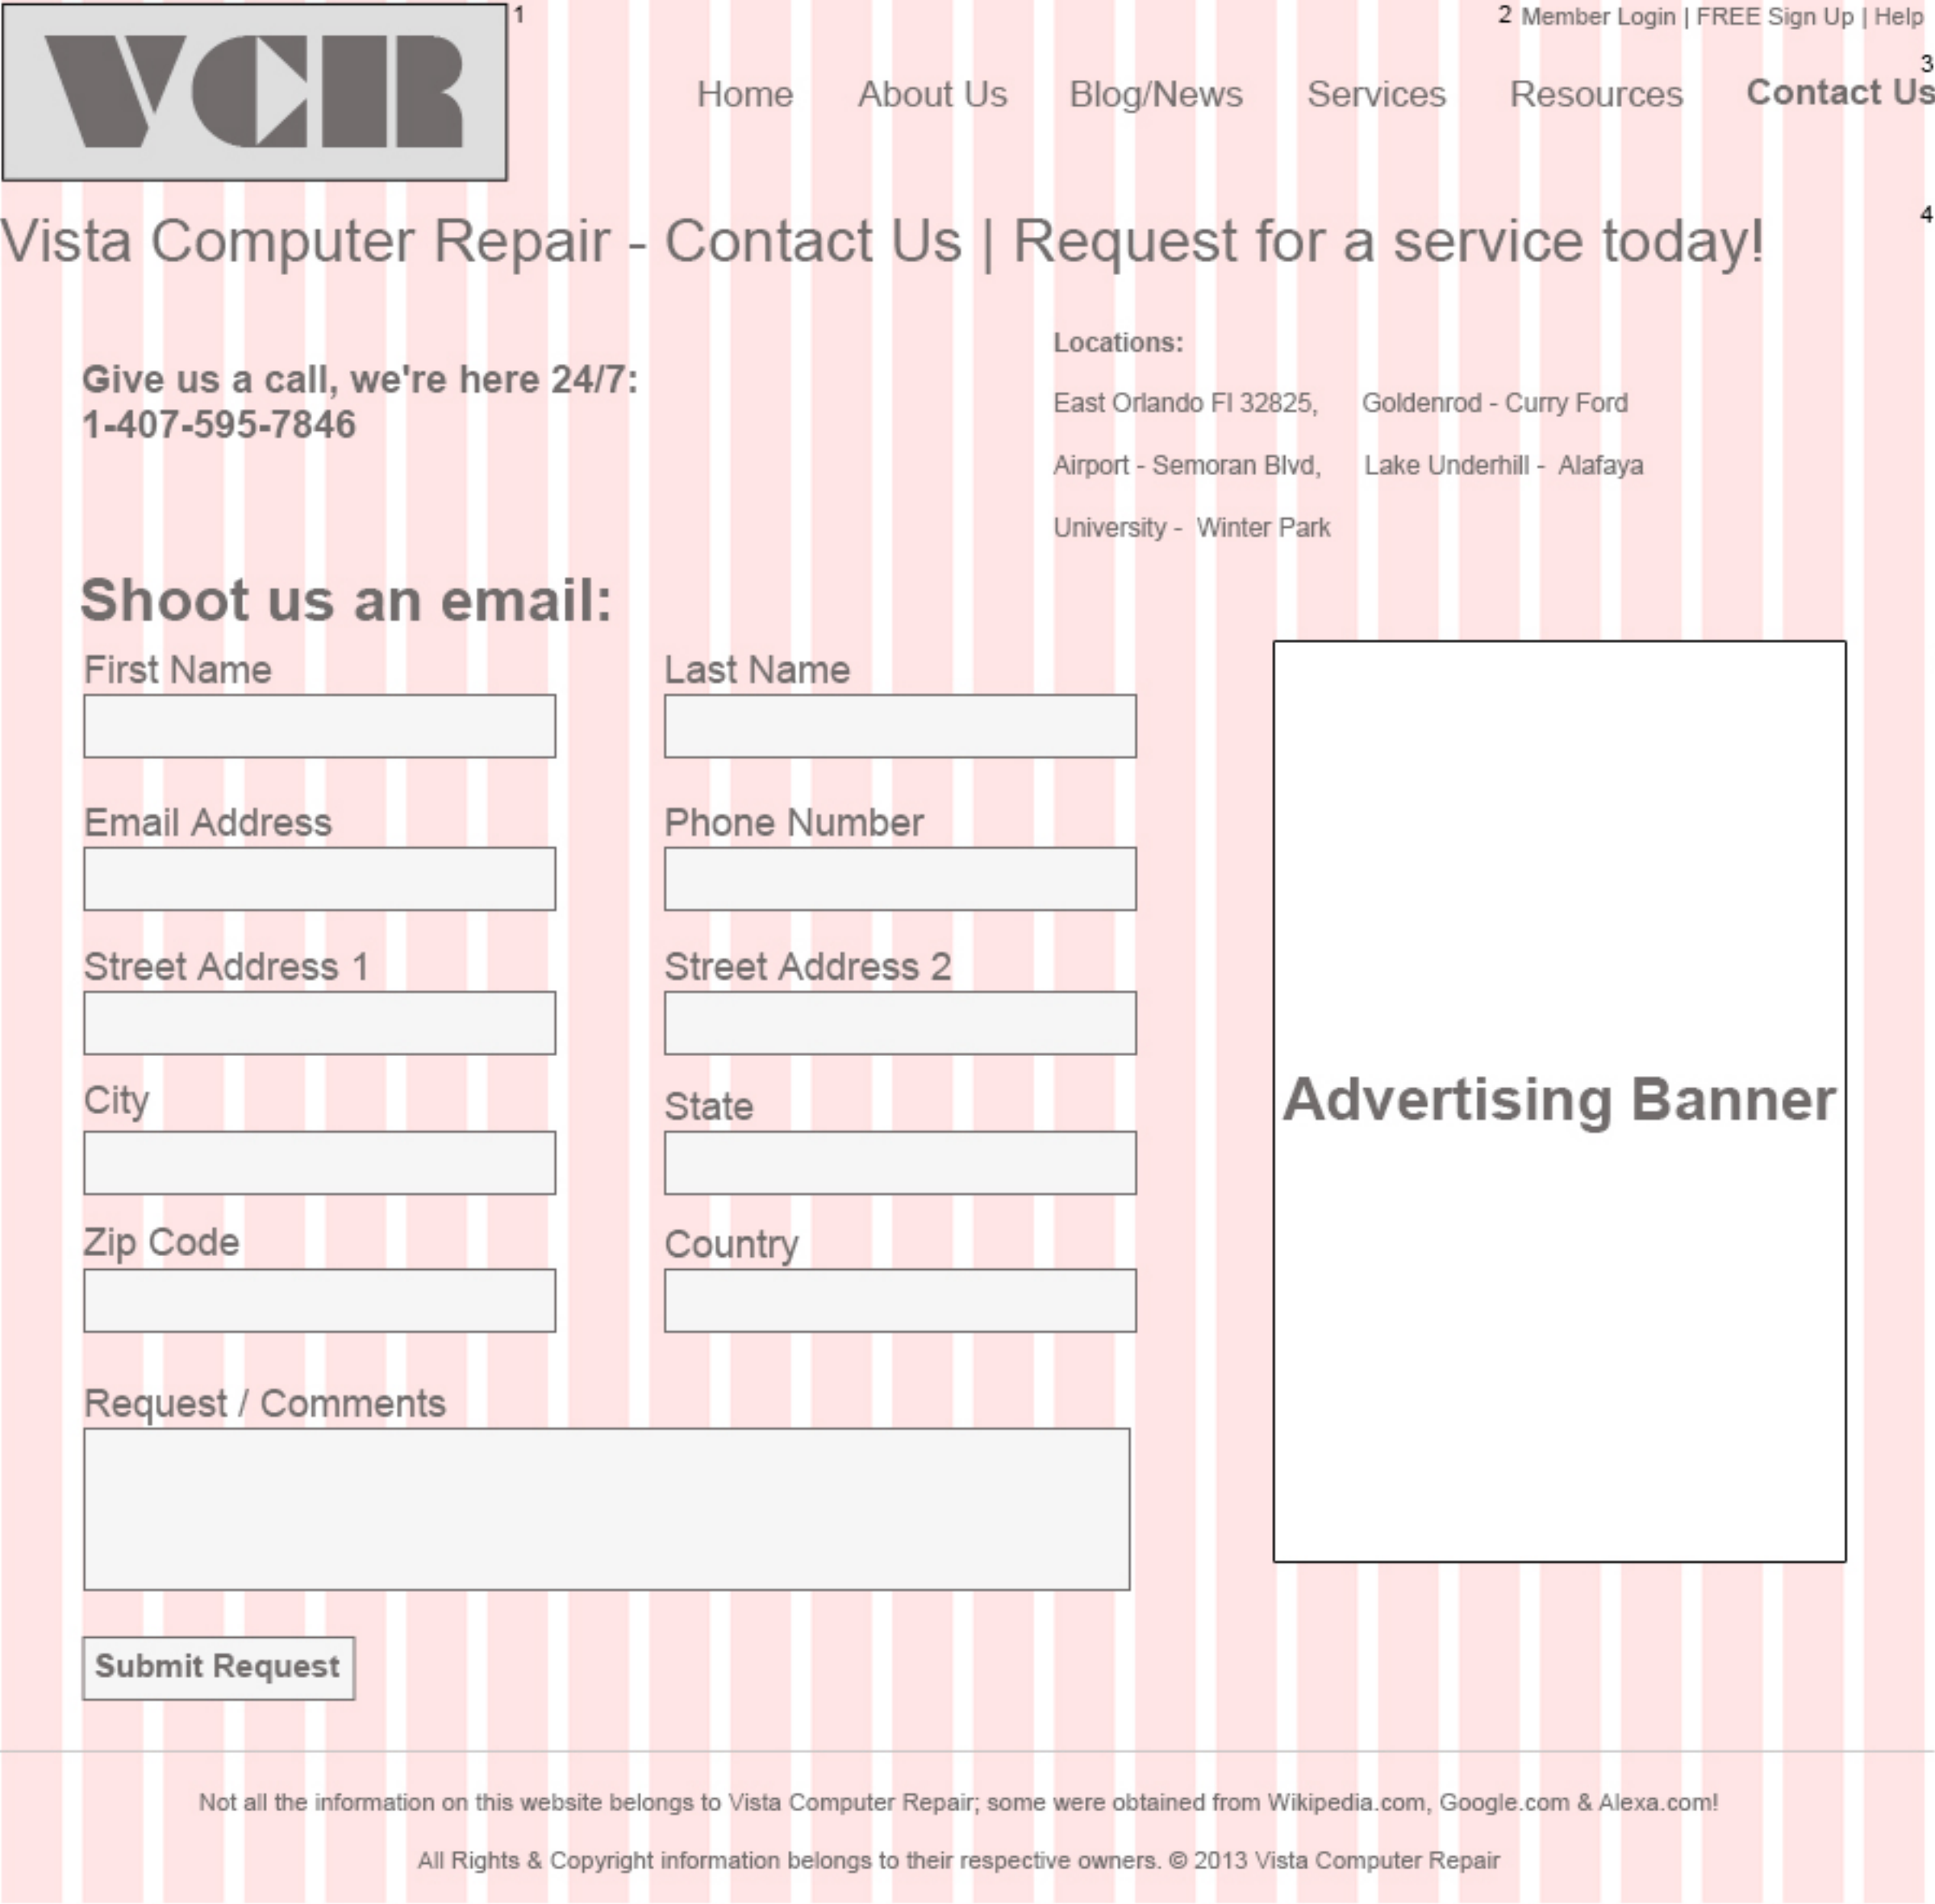 VCR 1
2 Member Login | FREE Sign Up | Help
3
Home About Us Blog/News Services Resources Contact Us
4
Vista Computer Repair - Contact Us | Request for a service today!
Locations:
Give us a call, we're here 24/7:
1-407-595-7846
East Orlando Fl 32825, Goldenrod - Curry Ford
Airport - Semoran Blvd, Lake Underhill - Alafaya
University - Winter Park
Shoot us an email:
First Name Last Name
Email Address Phone Number
Street Address 1 Street Address 2
City State
Zip Code Country
Request / Comments
Advertising Banner
Submit Request
Not all the information on this website belongs to Vista Computer Repair; some were obtained from Wikipedia.com, Google.com & Alexa.com!
All Rights & Copyright information belongs to their respective owners. © 2013 Vista Computer Repair